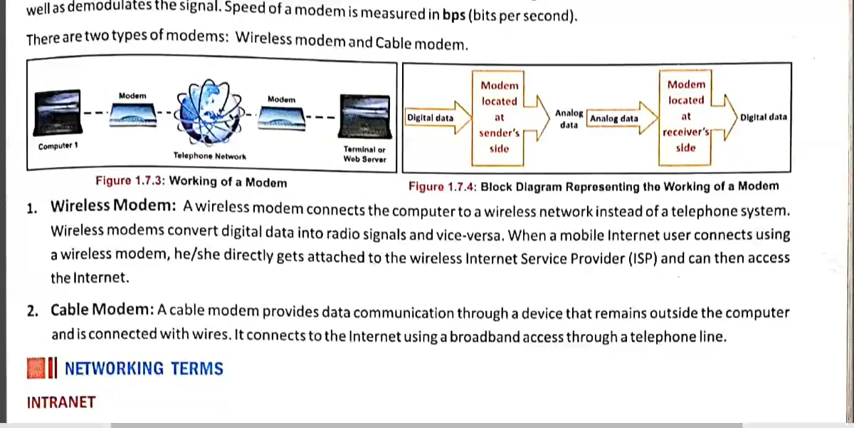 well as demodulates the signal. Speed of a modem is measured in bps (bits per second).
There are two types of modems: Wireless modem and Cable modem.
Modem
Modem
Computer 1
Telephone Network
Terminal or
Web Server
Figure 1.7.3: Working of a Modem
Digital data
Modem
located
at
sender's
side
Analog
data
Analog data
Modem
located
at
receiver's
side
Digital data
Figure 1.7.4: Block Diagram Representing the Working of a Modem
1. Wireless Modem: A wireless modem connects the computer to a wireless network instead of a telephone system.
Wireless modems convert digital data into radio signals and vice-versa. When a mobile Internet user connects using
a wireless modem, he/she directly gets attached to the wireless Internet Service Provider (ISP) and can then access
the Internet.
2. Cable Modem: A cable modem provides data communication through a device that remains outside the computer
and is connected with wires. It connects to the Internet using a broadband access through a telephone line.
NETWORKING TERMS
INTRANET